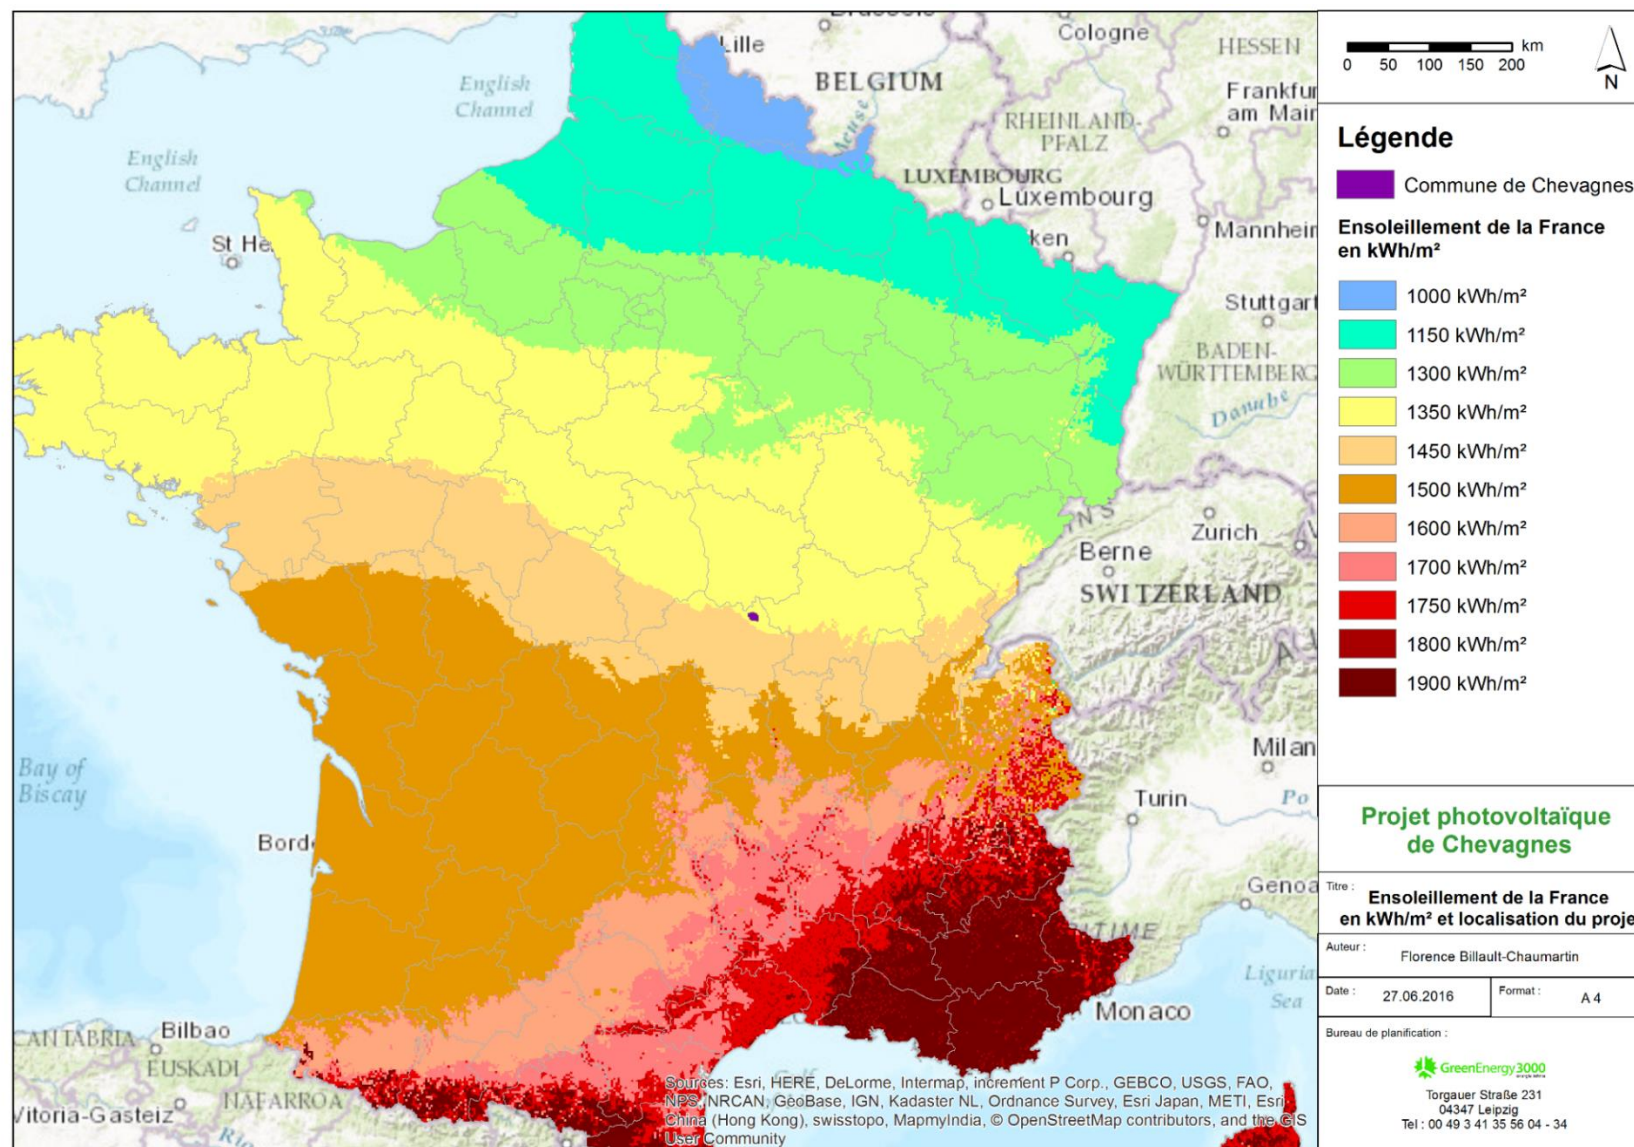 Lille
Cologne
HESSEN
BELGIUM
English
Channel
Frankfur
am Main
RHEINLAND-
PFALZ
English
Channel
LUXEMBOURG
Luxembourg
St He
ken
Mannhein
Stuttgart
BADEN-
WÜRTTEMBERG
Danube
Zurich
Berne
SWITZERLAND
Bay of
Biscay
Milan
Turin
Po
Bord
Genoa
Liguria
Sea
Monaco
CANTABRIA
Bilbao
EUSKADI
NAFARROA
Vitoria-Gasteiz
Sources: Esri, HERE, DeLorme, Intermap, increment P Corp., GEBCO, USGS, FAO,
NPS, NRCAN, GeoBase, IGN, Kadaster NL, Ordnance Survey, Esri Japan, METI, Esri
China (Hong Kong), swisstopo, MapmyIndia, © OpenStreetMap contributors, and the GIS
User Community
km
0 50 100 150 200
N
Légende
Commune de Chevagnes
Ensoleillement de la France
en kWh/m²
1000 kWh/m²
1150 kWh/m²
1300 kWh/m²
1350 kWh/m²
1450 kWh/m²
1500 kWh/m²
1600 kWh/m²
1700 kWh/m²
1750 kWh/m²
1800 kWh/m²
1900 kWh/m²
Projet photovoltaïque
de Chevagnes
Titre :
Ensoleillement de la France
en kWh/m² et localisation du proje
Auteur :
Florence Billault-Chaumartin
Date :
27.06.2016
Format :
A 4
Bureau de planification :
GreenEnergy3000
Torgauer Straße 231
04347 Leipzig
Tel : 00 49 3 41 35 56 04 - 34